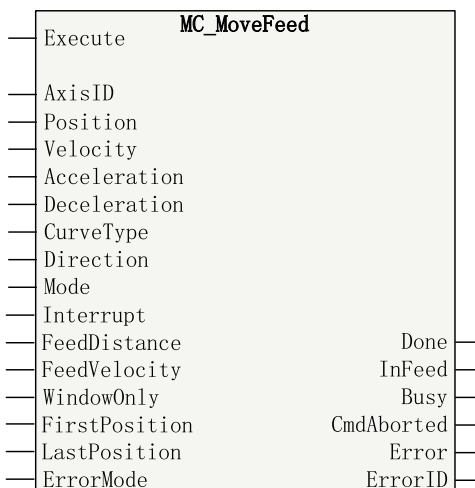 MC_MoveFeed
Execute
AxisID
Position
Velocity
Acceleration
Deceleration
CurveType
Direction
Mode
Interrupt
FeedDistance Done
FeedVelocity InFeed
WindowOnly Busy
FirstPosition CmdAborted
LastPosition Error
ErrorMode ErrorID